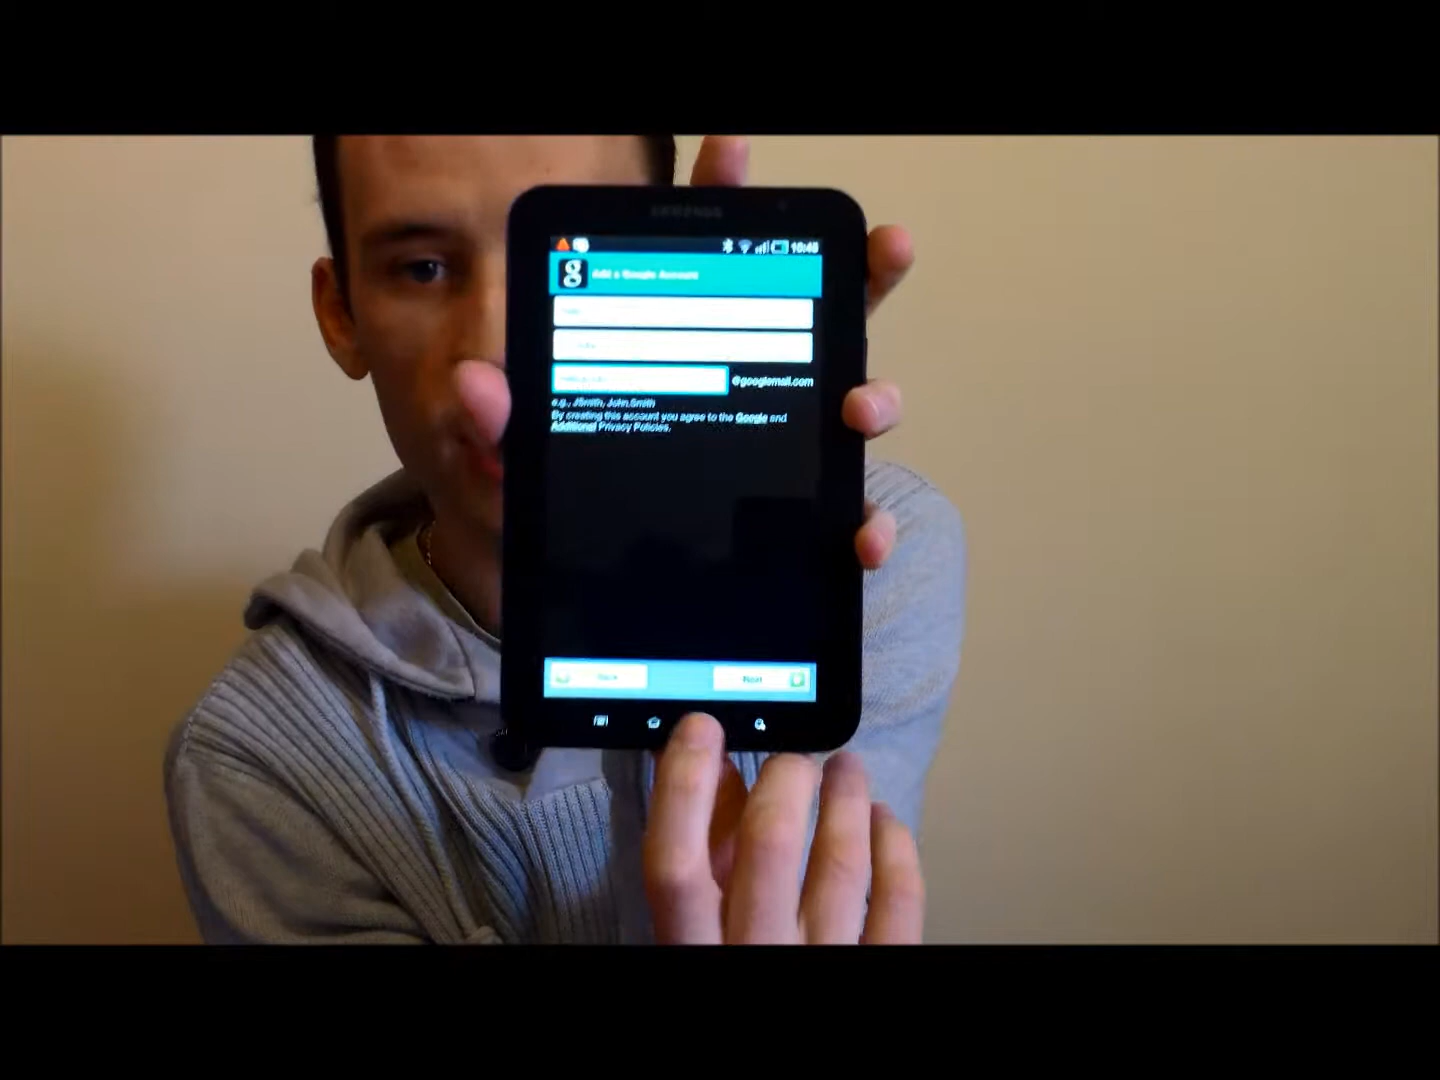 SAMSUNG
10:45
g Add a Google Account
@googlemail.com
e.g., JSmith, John.Smith
By creating this account you agree to the Google and
Additional Privacy Policies.
Back Next